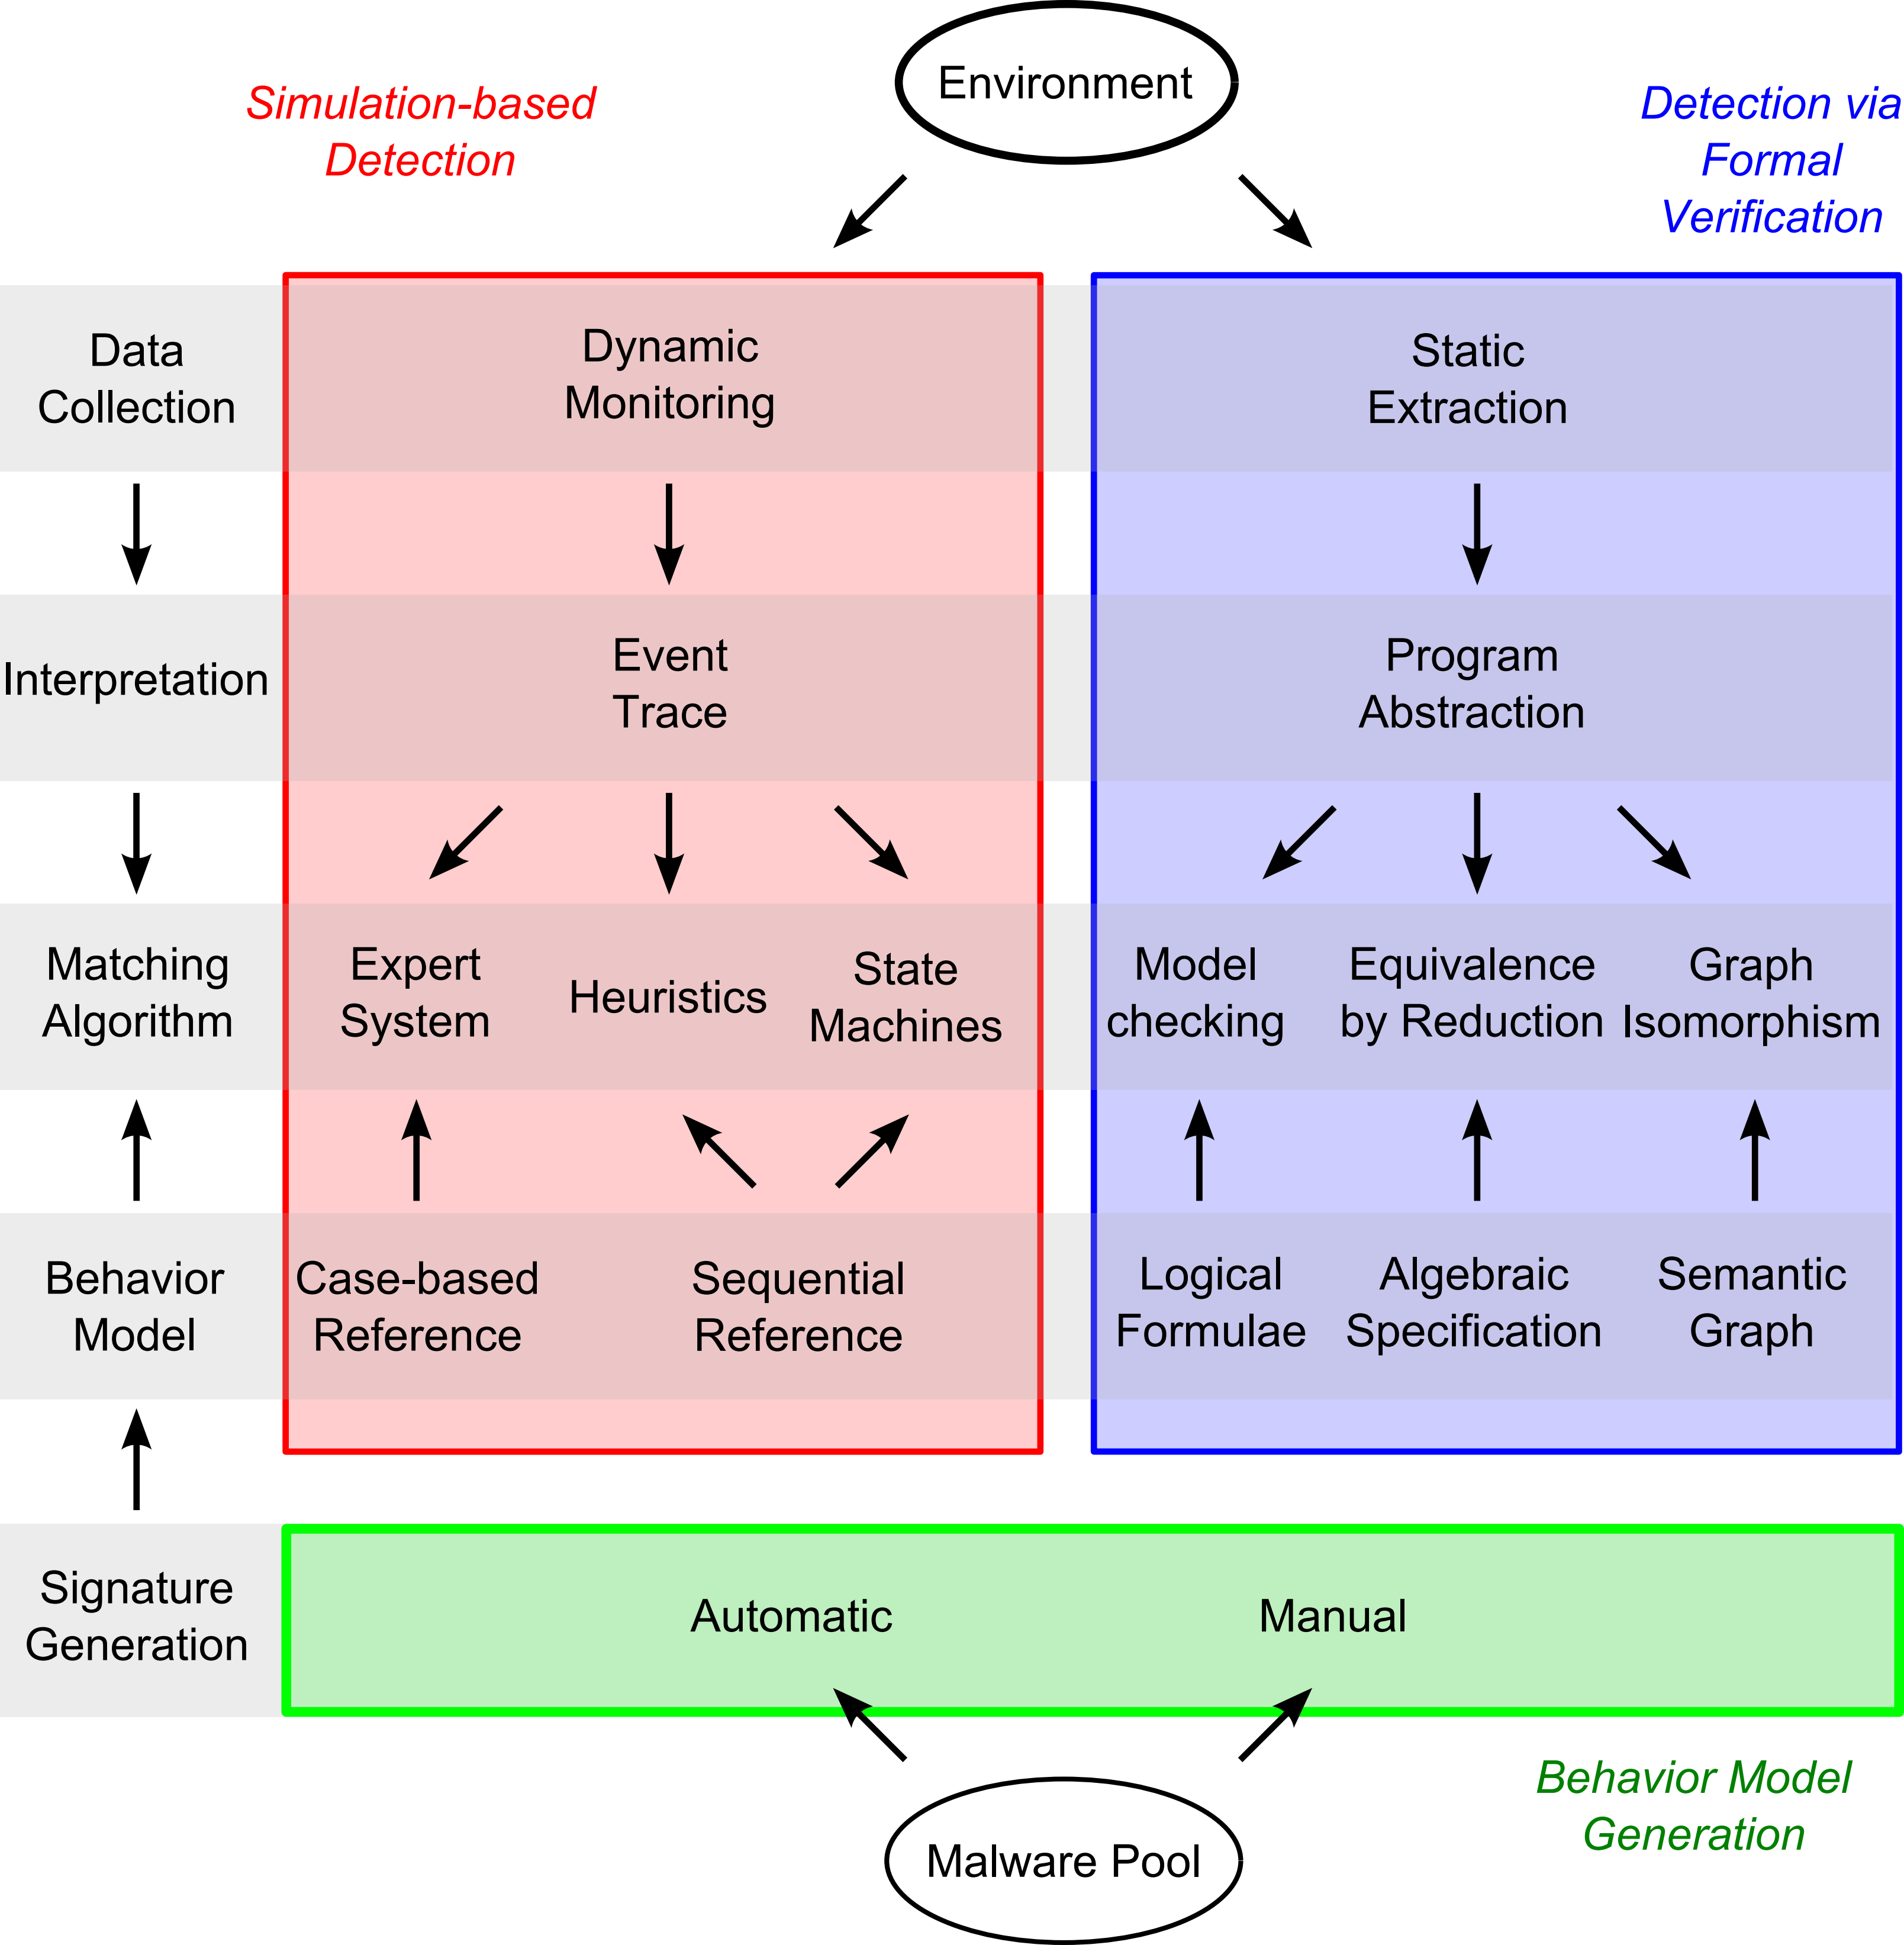 Environment
Simulation-based
Detection
Detection via
Formal
Verification
Data
Collection
Dynamic
Monitoring
Static
Extraction
Interpretation
Event
Trace
Program
Abstraction
Matching
Algorithm
Expert
System
Heuristics
State
Machines
Model
checking
Equivalence
by Reduction
Graph
Isomorphism
Behavior
Model
Case-based
Reference
Sequential
Reference
Logical
Formulae
Algebraic
Specification
Semantic
Graph
Signature
Generation
Automatic
Manual
Behavior Model
Generation
Malware Pool